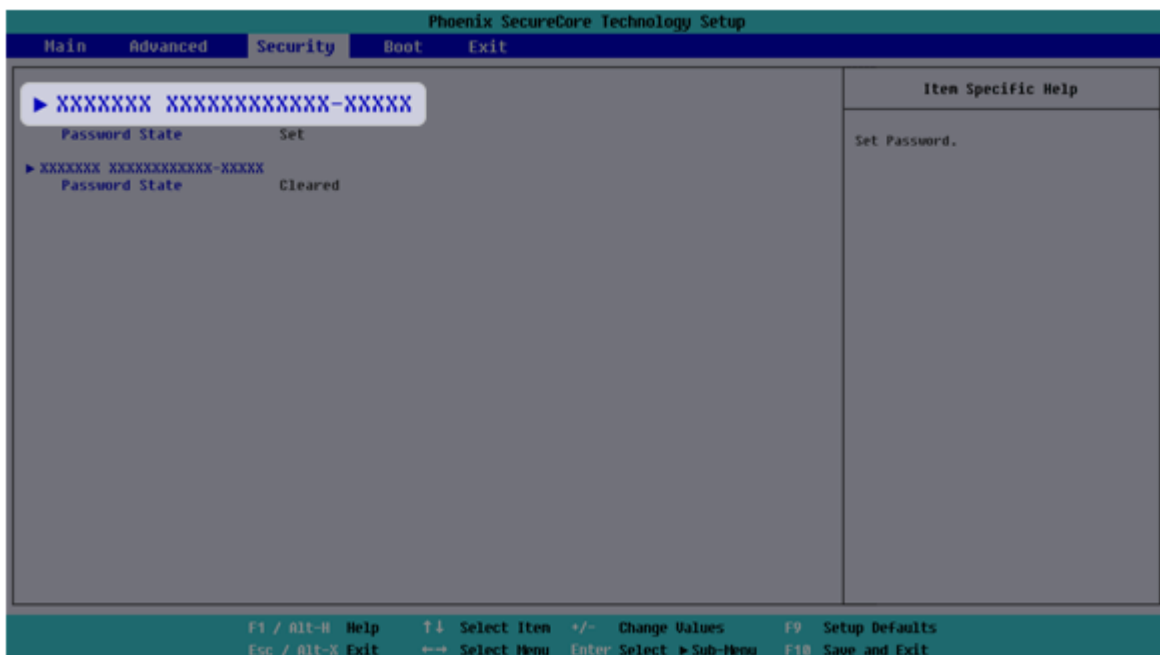 Phoenix SecureCore Technology Setup
Main Advanced Security Boot Exit
▶ XXXXXXX XXXXXXXXXXXX-XXXXX
Password State Set
▶ XXXXXXX XXXXXXXXXXXX-XXXXX
Password State Cleared
Item Specific Help
Set Password.
F1 / Alt-H Help ↑↓ Select Item +/- Change Values F9 Setup Defaults
Esc / Alt-X Exit ←→ Select Menu Enter Select ▶ Sub-Menu F10 Save and Exit